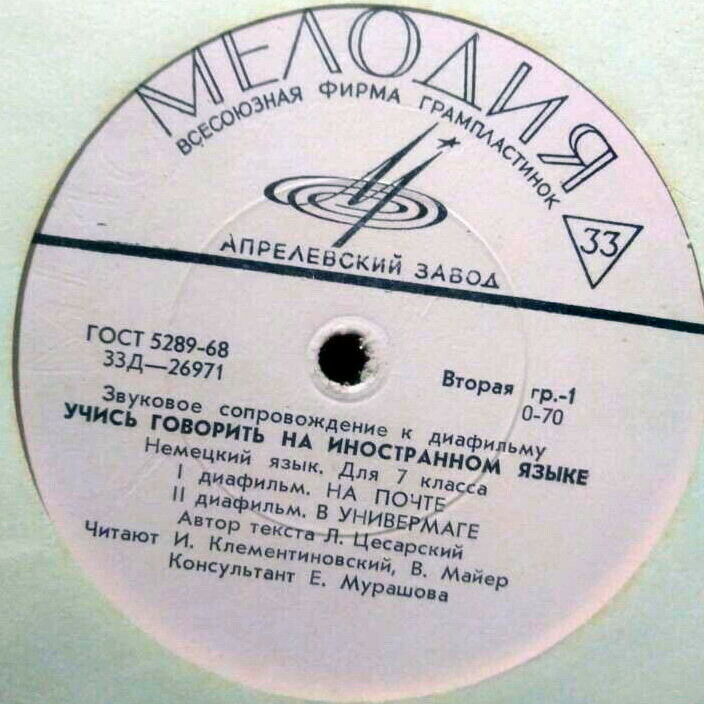 МЕЛОДИЯ
ВСЕСОЮЗНАЯ ФИРМА ГРАМПЛАСТИНОК
33
АПРЕЛЕВСКИЙ ЗАВОД
ГОСТ 5289-68
33Д—26971
Вторая гр.-1
0-70
Звуковое сопровождение к диафильму
УЧИСЬ ГОВОРИТЬ НА ИНОСТРАННОМ ЯЗЫКЕ
Немецкий язык. Для 7 класса
I диафильм. НА ПОЧТЕ
II диафильм. В УНИВЕРМАГЕ
Автор текста Л. Цесарский
Читают И. Клементиновский, В. Майер
Консультант Е. Мурашова